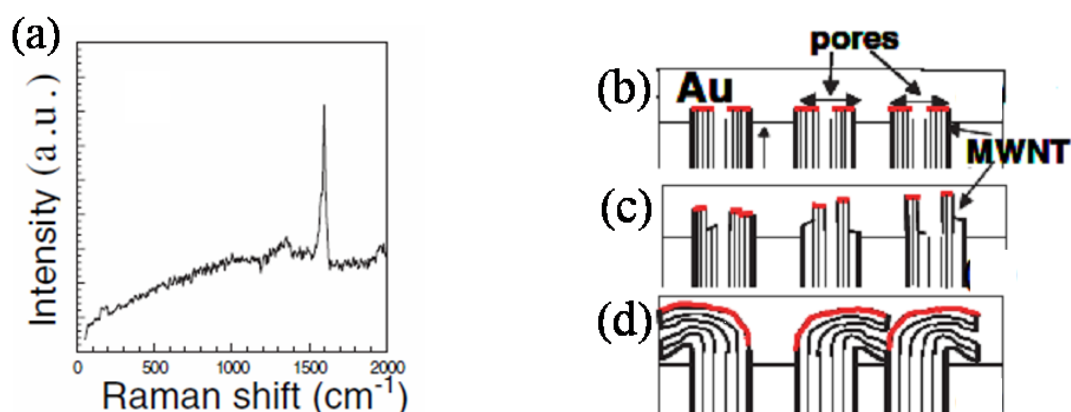 (a)
Intensity (a.u.)
0 500 1000 1500 2000
Raman shift (cm-1)
pores
(b)
Au
MWNT
(c)
(d)